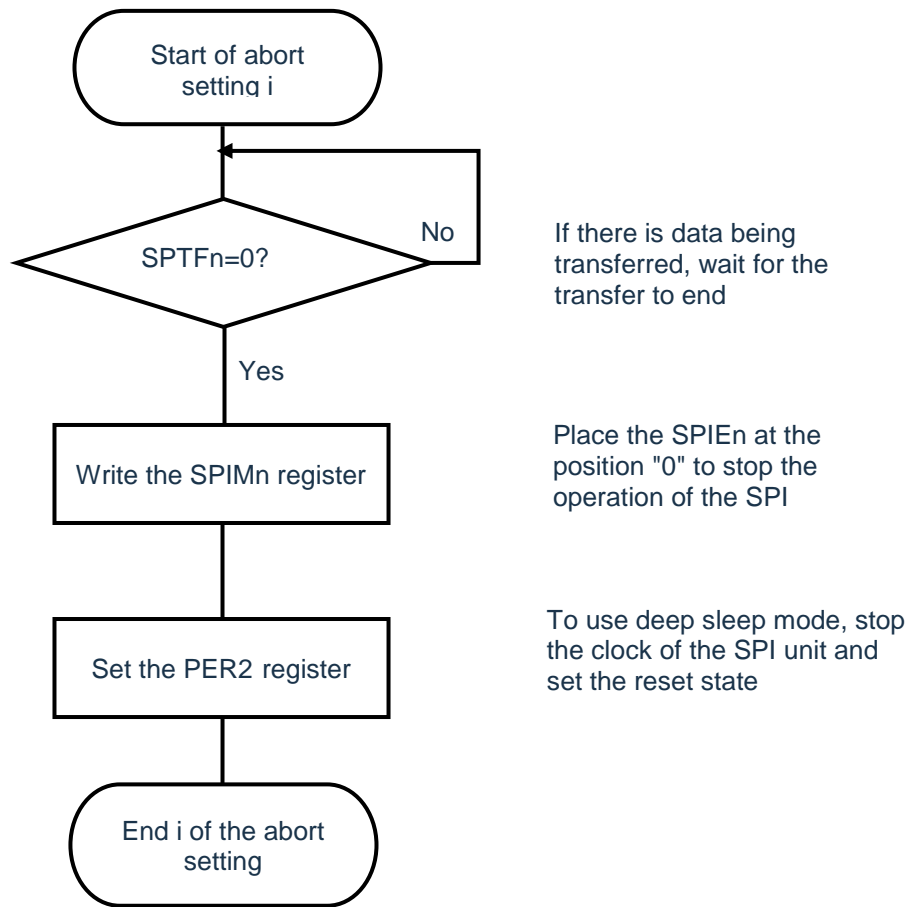 Start of abort
setting i
No
SPTFn=0?
If there is data being
transferred, wait for the
transfer to end
Yes
Write the SPIMn register
Place the SPIEn at the
position "0" to stop the
operation of the SPI
Set the PER2 register
To use deep sleep mode, stop
the clock of the SPI unit and
set the reset state
End i of the abort
setting